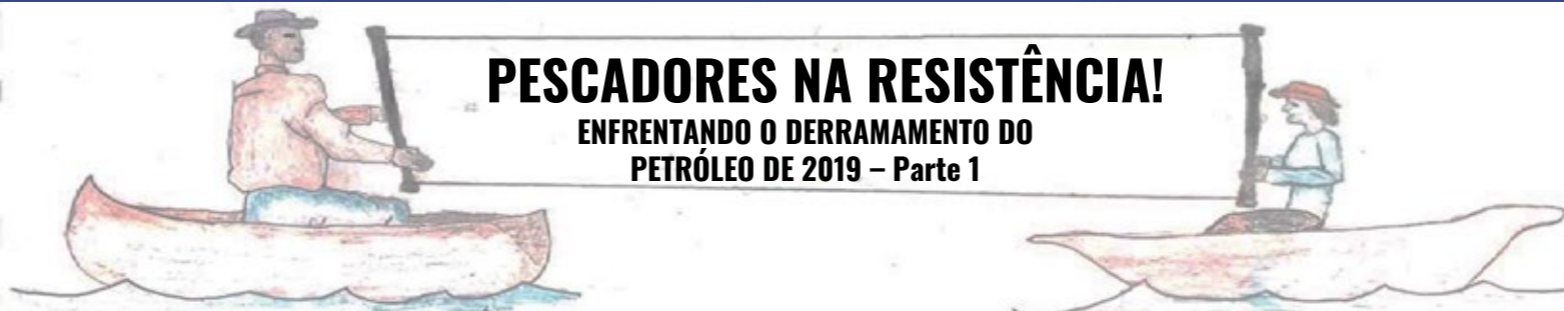 PESCADORES NA RESISTÊNCIA!
ENFRENTANDO O DERRAMAMENTO DO
PETRÓLEO DE 2019 – Parte 1